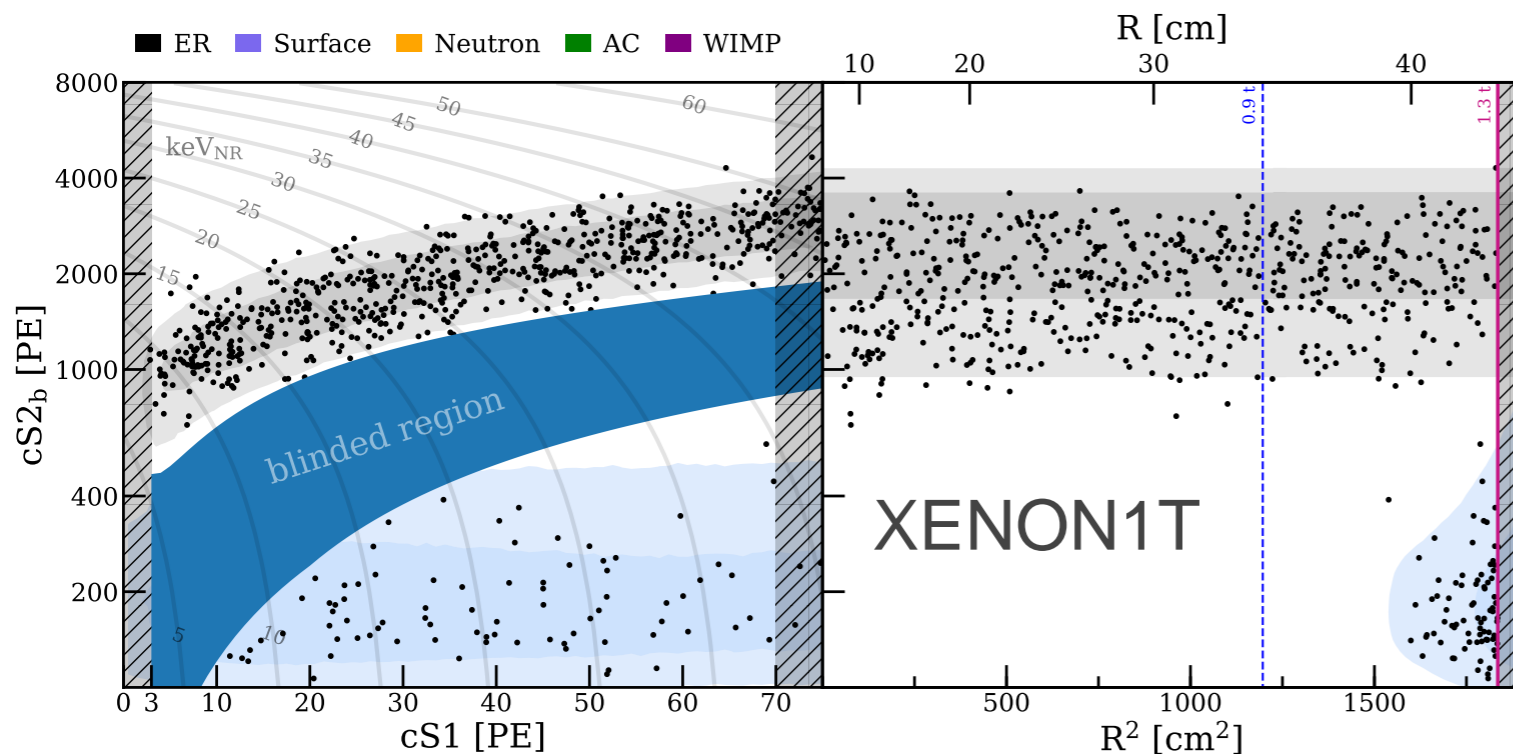 ER Surface Neutron AC WIMP
R [cm]
10 20 30 40
8000
4000
2000
1000
400
200
cS2b [PE]
keVNR
50
60
45
40
35
30
25
20
15
5
10
blinded region
0.9 t
1.3 t
XENON1T
0 3 10 20 30 40 50 60 70
500 1000 1500
cS1 [PE]
R² [cm²]